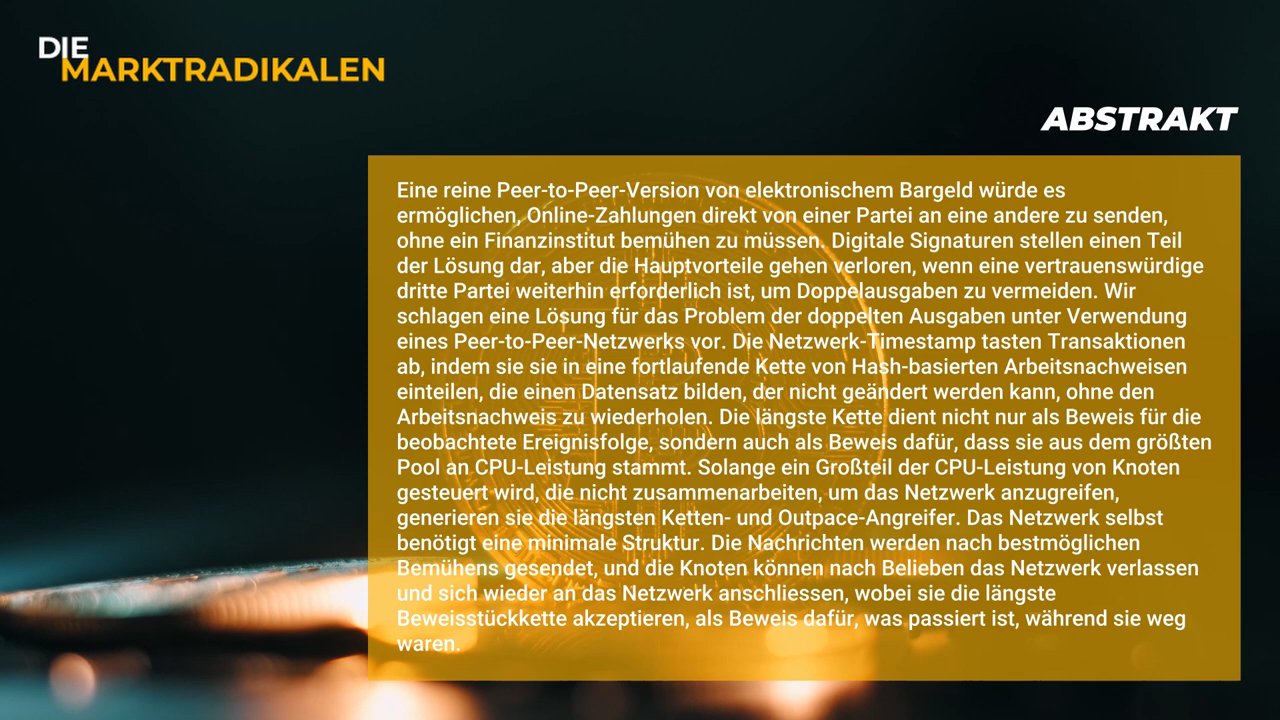 DIE
MARKTRADIKALEN
ABSTRAKT
Eine reine Peer-to-Peer-Version von elektronischem Bargeld würde es
ermöglichen, Online-Zahlungen direkt von einer Partei an eine andere zu senden,
ohne ein Finanzinstitut bemühen zu müssen. Digitale Signaturen stellen einen Teil
der Lösung dar, aber die Hauptvorteile gehen verloren, wenn eine vertrauenswürdige
dritte Partei weiterhin erforderlich ist, um Doppelausgaben zu vermeiden. Wir
schlagen eine Lösung für das Problem der doppelten Ausgaben unter Verwendung
eines Peer-to-Peer-Netzwerks vor. Die Netzwerk-Timestamp tasten Transaktionen
ab, indem sie sie in eine fortlaufende Kette von Hash-basierten Arbeitsnachweisen
einteilen, die einen Datensatz bilden, der nicht geändert werden kann, ohne den
Arbeitsnachweis zu wiederholen. Die längste Kette dient nicht nur als Beweis für die
beobachtete Ereignisfolge, sondern auch als Beweis dafür, dass sie aus dem größten
Pool an CPU-Leistung stammt. Solange ein Großteil der CPU-Leistung von Knoten
gesteuert wird, die nicht zusammenarbeiten, um das Netzwerk anzugreifen,
generieren sie die längsten Ketten- und Outpace-Angreifer. Das Netzwerk selbst
benötigt eine minimale Struktur. Die Nachrichten werden nach bestmöglichen
Bemühens gesendet, und die Knoten können nach Belieben das Netzwerk verlassen
und sich wieder an das Netzwerk anschliessen, wobei sie die längste
Beweisstückkette akzeptieren, als Beweis dafür, was passiert ist, während sie weg
waren.